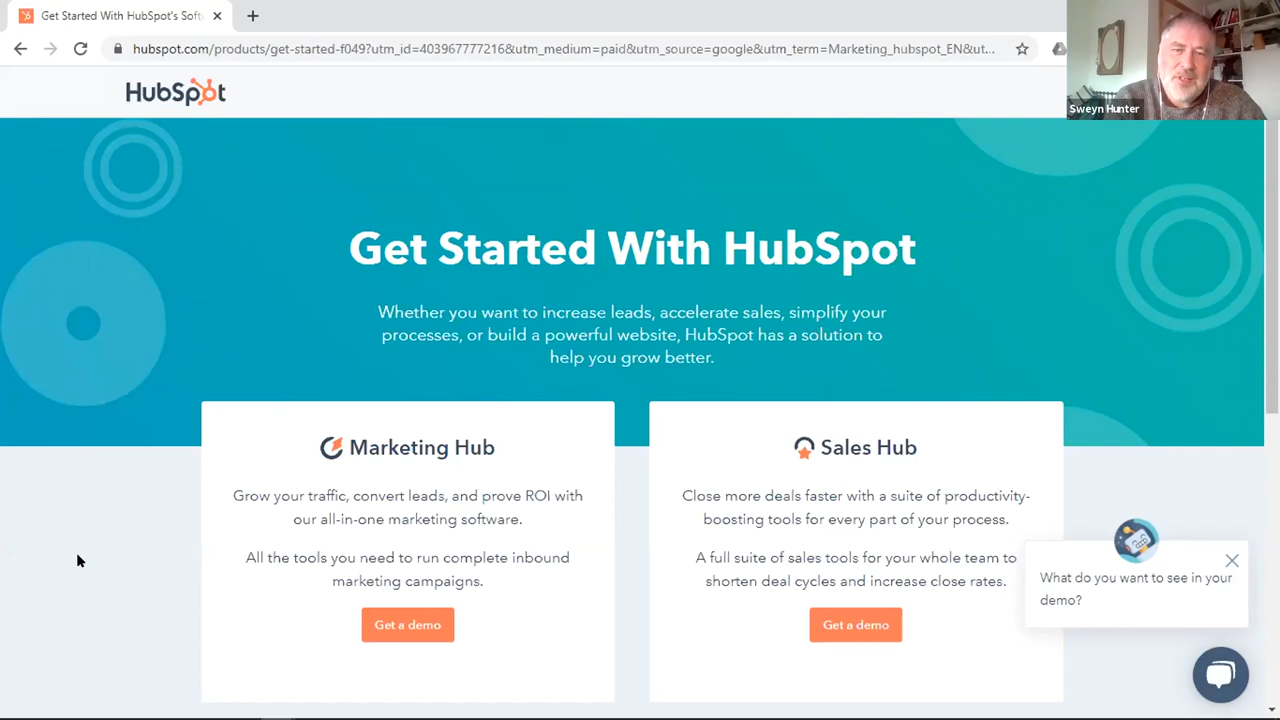 Get Started With HubSpot's Soft
hubspot.com/products/get-started-f049?utm_id=403967777216&utm_medium=paid&utm_source=google&utm_term=Marketing_hubspot_EN&ut...
Sweyn Hunter
HubSpot
Get Started With HubSpot
Whether you want to increase leads, accelerate sales, simplify your
processes, or build a powerful website, HubSpot has a solution to
help you grow better.
Marketing Hub
Grow your traffic, convert leads, and prove ROI with
our all-in-one marketing software.
All the tools you need to run complete inbound
marketing campaigns.
Get a demo
Sales Hub
Close more deals faster with a suite of productivity-
boosting tools for every part of your process.
A full suite of sales tools for your whole team to
shorten deal cycles and increase close rates.
Get a demo
What do you want to see in your
demo?